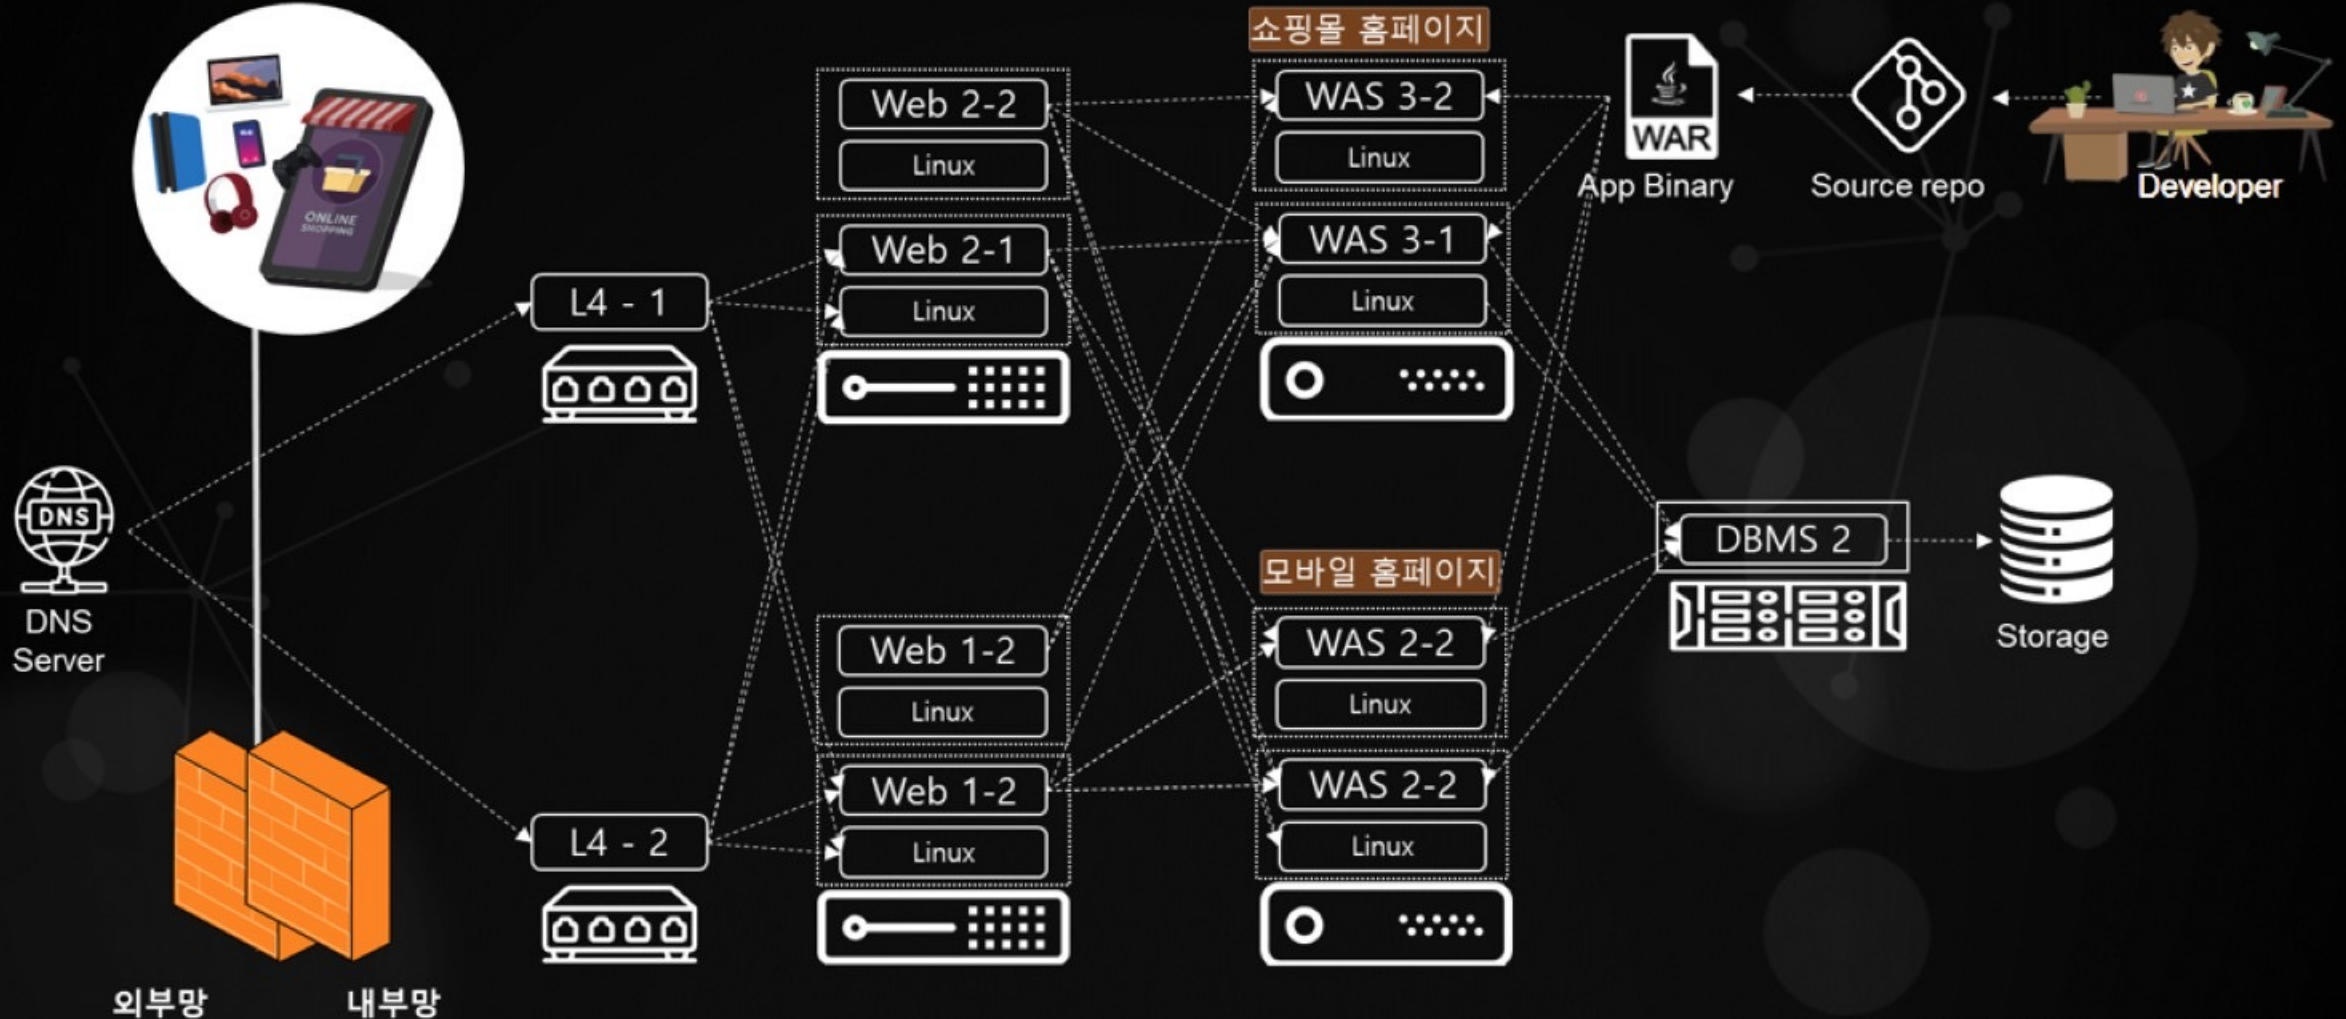 쇼핑몰 홈페이지
ONLINE
SHOPPING
Web 2-2
Linux
Web 2-1
Linux
WAS 3-2
Linux
WAS 3-1
Linux
WAR
App Binary
Source repo
Developer
L4 - 1
DNS
DNS
Server
모바일 홈페이지
Web 1-2
Linux
Web 1-2
Linux
WAS 2-2
Linux
WAS 2-2
Linux
DBMS 2
Storage
L4 - 2
외부망
내부망